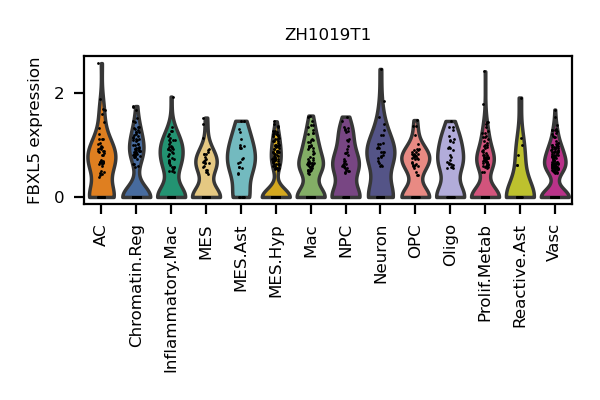 ZH1019T1
FBXL5 expression
2
0
AC
Chromatin.Reg
Inflammatory.Mac
MES
MES.Ast
MES.Hyp
Mac
NPC
Neuron
OPC
Oligo
Prolif.Metab
Reactive.Ast
Vasc